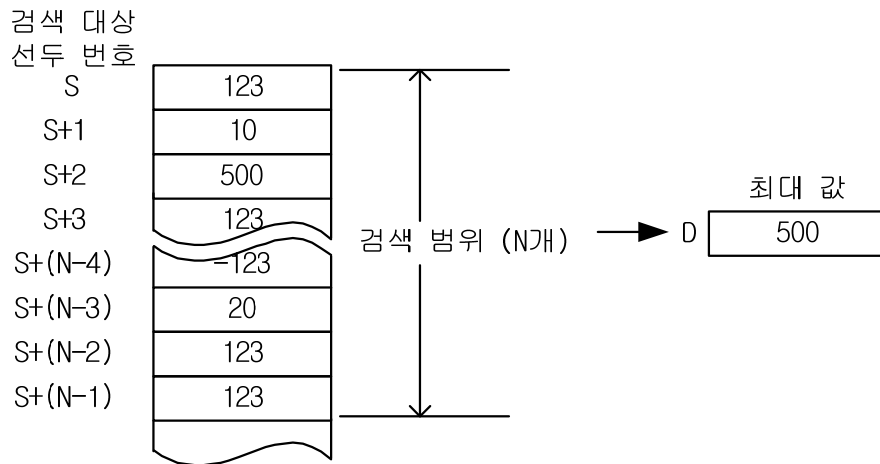 검색 대상
선두 번호
S 123
S+1 10
S+2 500
S+3 123
S+(N-4) -123
S+(N-3) 20
S+(N-2) 123
S+(N-1) 123
검색 범위 (N개)
최대 값
D 500